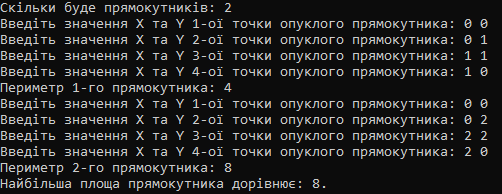 Скільки буде прямокутників: 2
Введіть значення X та Y 1-ої точки опуклого прямокутника: 0 0
Введіть значення X та Y 2-ої точки опуклого прямокутника: 0 1
Введіть значення X та Y 3-ої точки опуклого прямокутника: 1 1
Введіть значення X та Y 4-ої точки опуклого прямокутника: 1 0
Периметр 1-го прямокутника: 4
Введіть значення X та Y 1-ої точки опуклого прямокутника: 0 0
Введіть значення X та Y 2-ої точки опуклого прямокутника: 0 2
Введіть значення X та Y 3-ої точки опуклого прямокутника: 2 2
Введіть значення X та Y 4-ої точки опуклого прямокутника: 2 0
Периметр 2-го прямокутника: 8
Найбільша площа прямокутника дорівнює: 8.